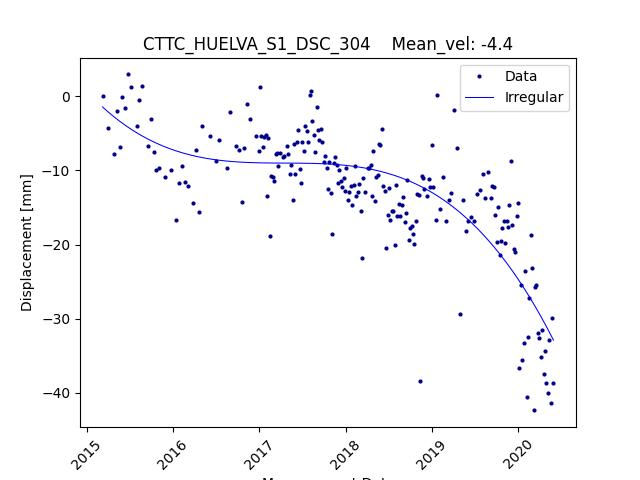 CTTC_HUELVA_S1_DSC_304    Mean_vel: -4.4
Data
Irregular
Displacement [mm]
0
−10
−20
−30
−40
2015
2016
2017
2018
2019
2020